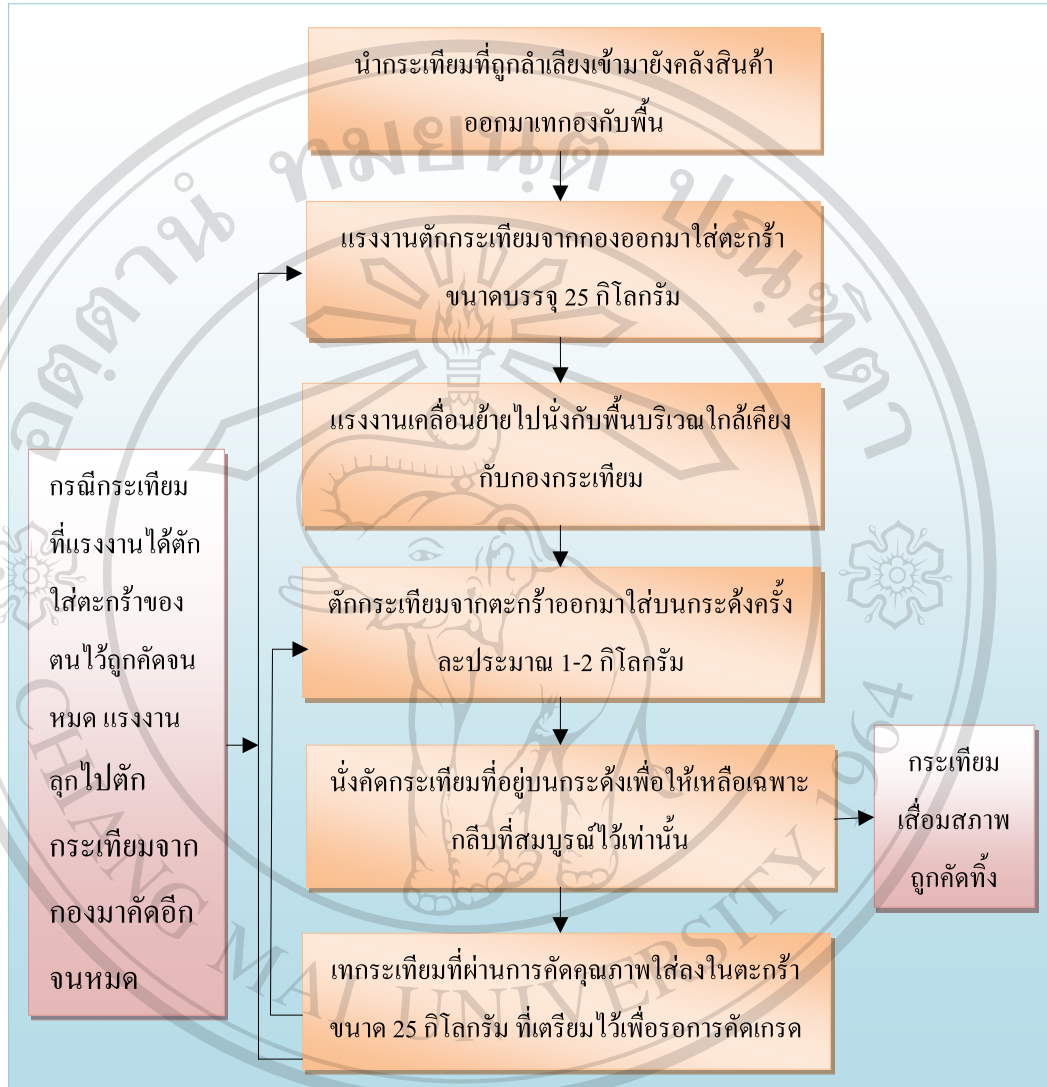 นำกระเทียมที่ถูกลำเลียงเข้ามายังคลังสินค้า
ออกมาเทกองกับพื้น
แรงงานตักกระเทียมจากกองออกมาใส่ตะกร้า
ขนาดบรรจุ 25 กิโลกรัม
แรงงานเคลื่อนย้ายไปนั่งกับพื้นบริเวณใกล้เคียง
กับกองกระเทียม
ตักกระเทียมจากตะกร้าออกมาใส่บนกระด้งครั้ง
ละประมาณ 1-2 กิโลกรัม
นั่งคัดกระเทียมที่อยู่บนกระด้งเพื่อให้เหลือเฉพาะ
กลีบที่สมบูรณ์ไว้เท่านั้น
เทกระเทียมที่ผ่านการคัดคุณภาพใส่ลงในตะกร้า
ขนาด 25 กิโลกรัม ที่เตรียมไว้เพื่อรอการคัดเกรด
กรณีกระเทียม
ที่แรงงานได้ตัก
ใส่ตะกร้าของ
ตนไว้ถูกคัดจน
หมด แรงงาน
ลุกไปตัก
กระเทียมจาก
กองมาคัดอีก
จนหมด
กระเทียม
เสื่อมสภาพ
ถูกคัดทิ้ง
อตฺตานํ ทมยนฺติ ปณฺฑิตา
CHIANG MAI UNIVERSITY 1964